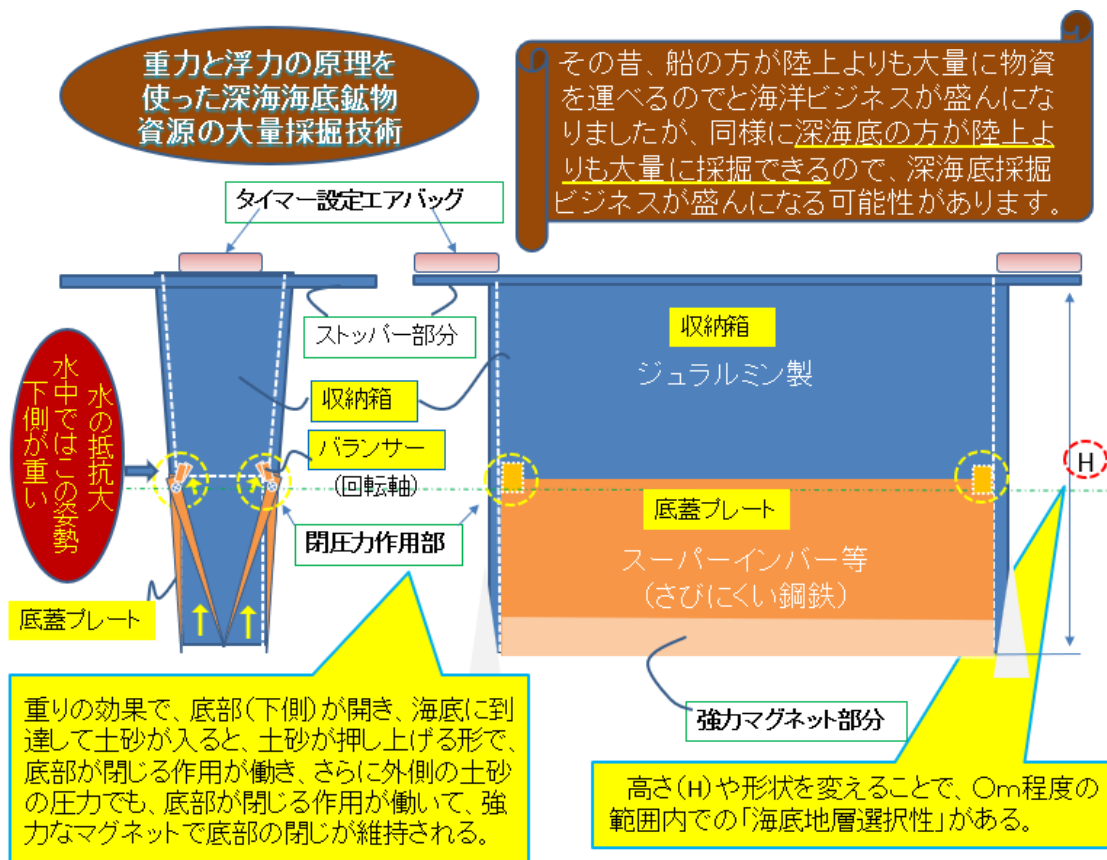 重力と浮力の原理を
使った深海海底鉱物
資源の大量採掘技術
その昔、船の方が陸上よりも大量に物資
を運べるのでと海洋ビジネスが盛んにな
りましたが、同様に深海底の方が陸上よ
りも大量に採掘できるので、深海底採掘
ビジネスが盛んになる可能性があります。
タイマー設定エアバッグ
ストッパー部分
収納箱
ジュラルミン製
収納箱
水の抵抗大
水中ではこの姿勢
下側が重い
バランサー
(回転軸)
H
閉圧力作用部
底蓋プレート
スーパーインバー等
(さびにくい鋼鉄)
底蓋プレート
強力マグネット部分
重りの効果で、底部(下側)が開き、海底に到
達して土砂が入ると、土砂が押し上げる形で、
底部が閉じる作用が働き、さらに外側の土砂
の圧力でも、底部が閉じる作用が働いて、強
力なマグネットで底部の閉じが維持される。
高さ(H)や形状を変えることで、〇m程度の
範囲内での「海底地層選択性」がある。